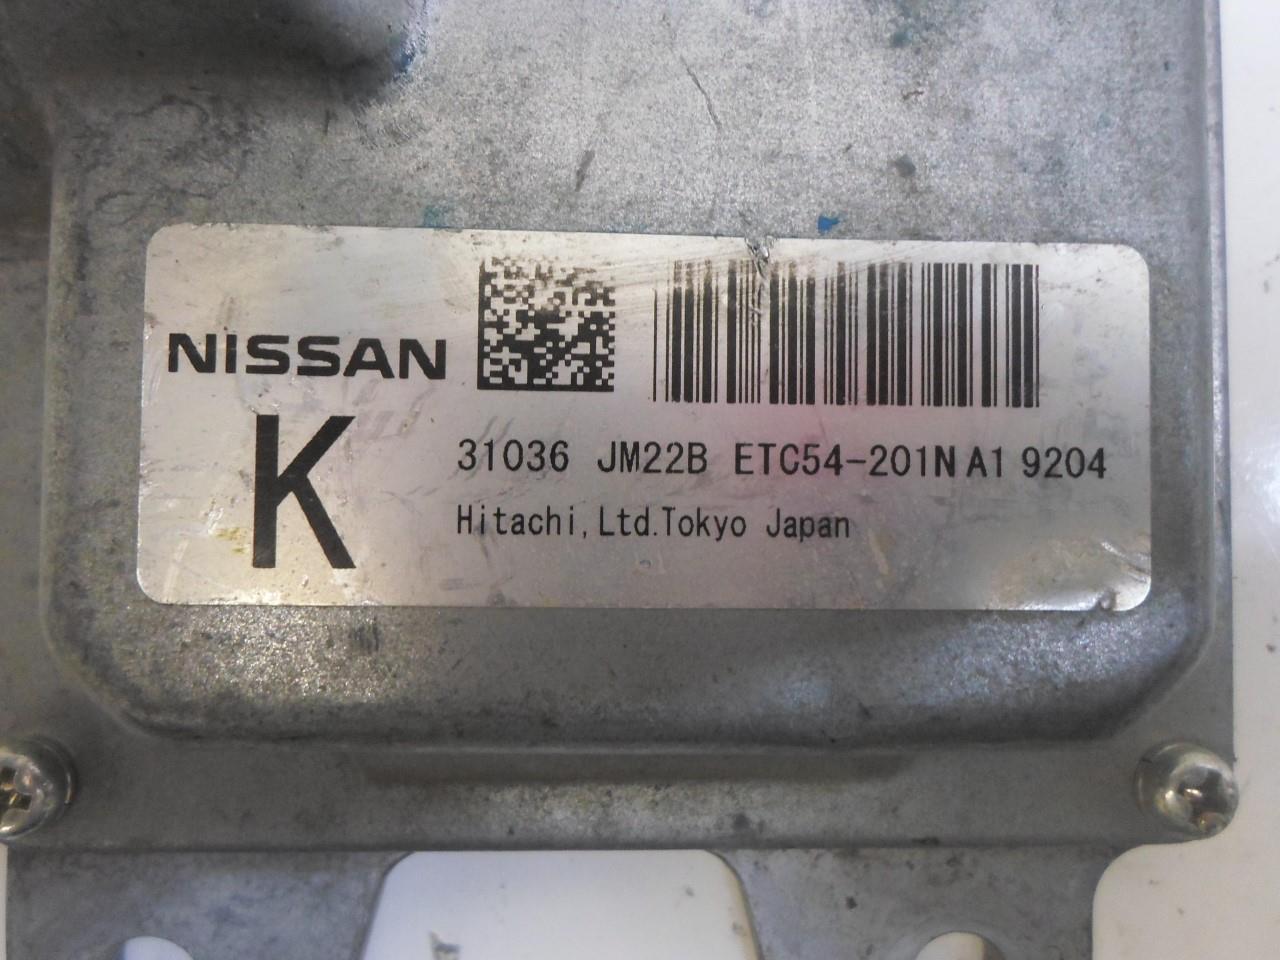 NISSAN
K
31036 JM22B ETC54-201N A1 9204
Hitachi, Ltd. Tokyo Japan